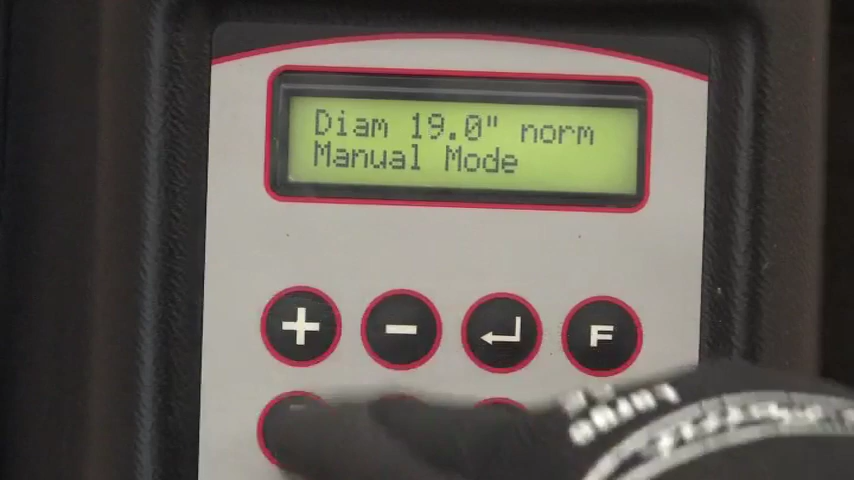 Diam 19.0" norm
Manual Mode
+ - ↵ F